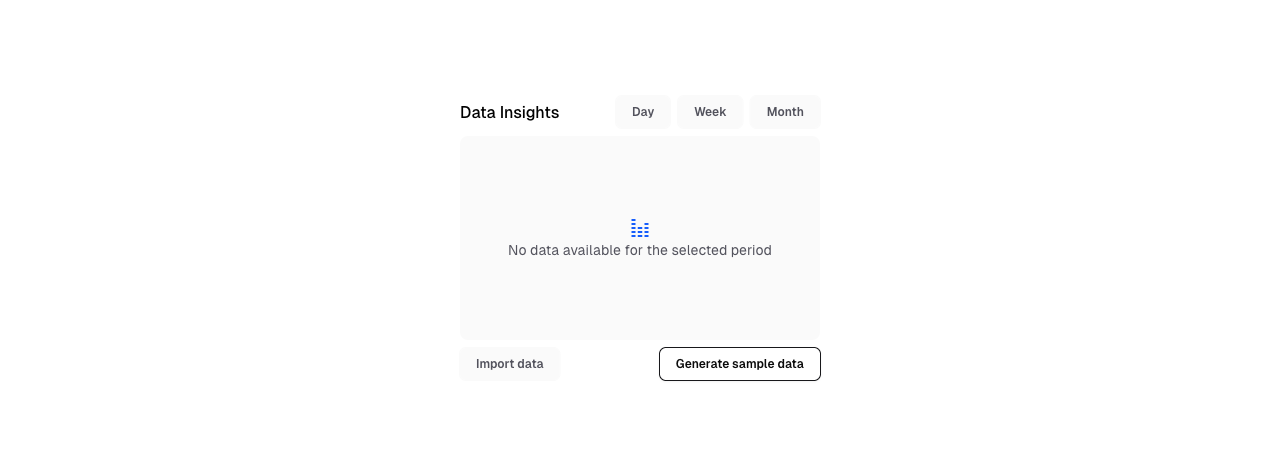 Data Insights Day Week Month
No data available for the selected period
Import data Generate sample data